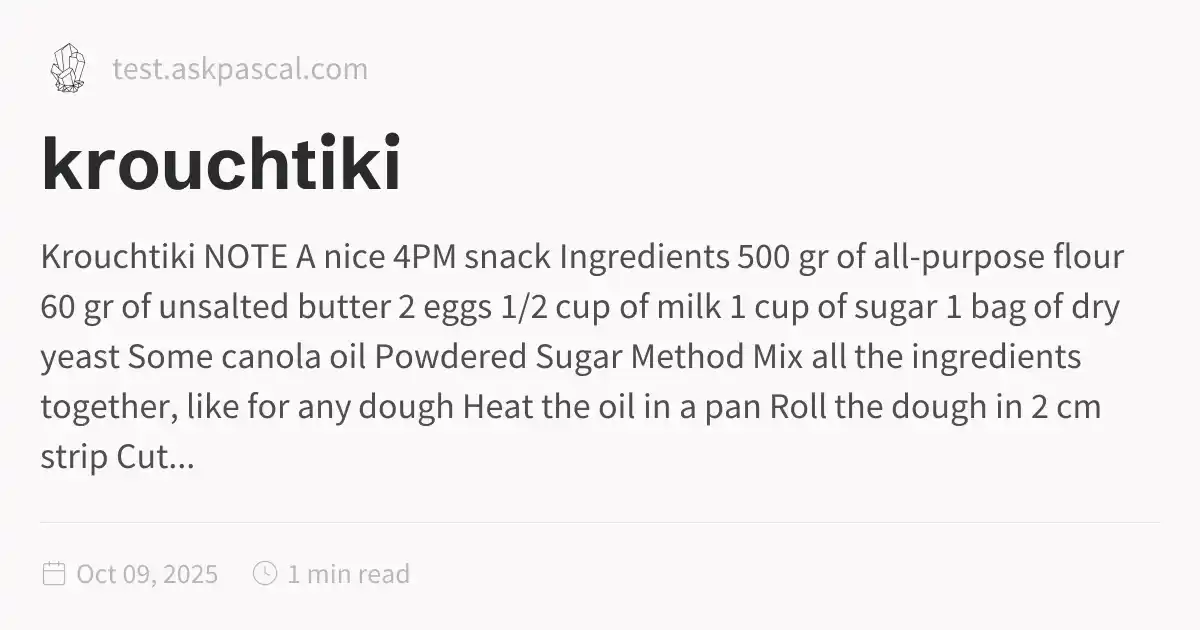 test.askpascal.com
krouchtiki
Krouchtiki NOTE A nice 4PM snack Ingredients 500 gr of all-purpose flour
60 gr of unsalted butter 2 eggs 1/2 cup of milk 1 cup of sugar 1 bag of dry
yeast Some canola oil Powdered Sugar Method Mix all the ingredients
together, like for any dough Heat the oil in a pan Roll the dough in 2 cm
strip Cut...
Oct 09, 2025 1 min read